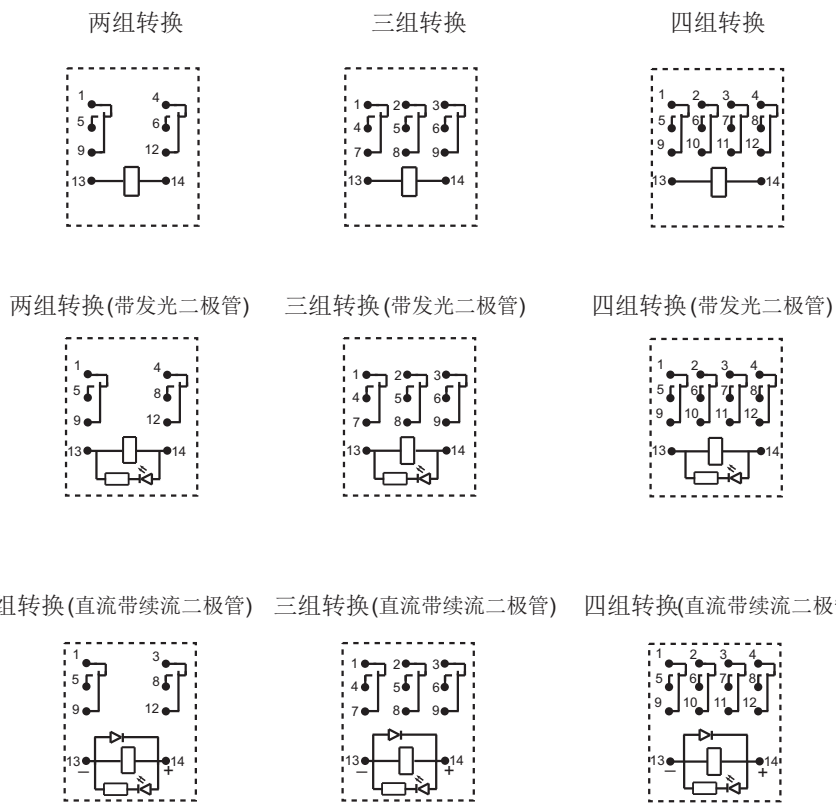 两组转换 三组转换 四组转换
1 4 1 2 3 1 2 3 4
5 6 4 5 6 5 6 7 8
9 12 7 8 9 9 10 11 12
13 14 13 14 13 14
两组转换(带发光二极管) 三组转换(带发光二极管) 四组转换(带发光二极管)
1 4 1 2 3 1 2 3 4
5 8 4 5 6 5 6 7 8
9 12 7 8 9 9 10 11 12
13 14 13 14 13 14
组转换(直流带续流二极管) 三组转换(直流带续流二极管) 四组转换(直流带续流二极
1 3 1 2 3 1 2 3 4
5 8 4 5 6 5 6 7 8
9 12 7 8 9 9 10 11 12
13 14 13 14 13 14
− + − + − +